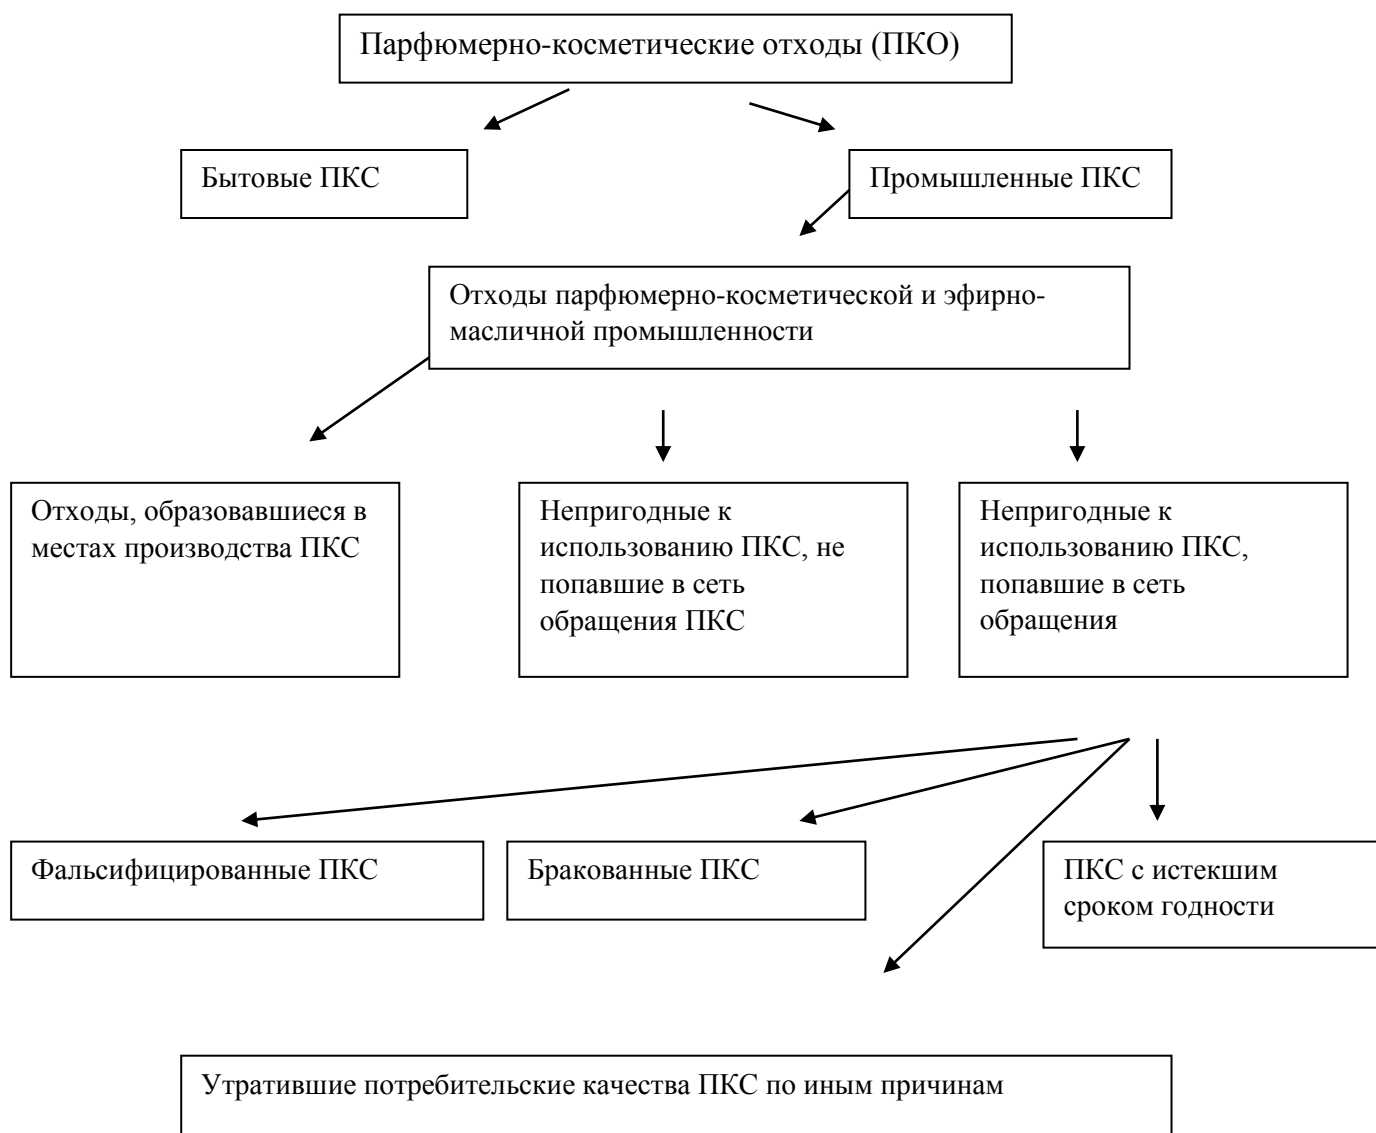 Парфюмерно-косметические отходы (ПКО)
Бытовые ПКС
Промышленные ПКС
Отходы парфюмерно-косметической и эфирно-
масличной промышленности
Отходы, образовавшиеся в
местах производства ПКС
Непригодные к
использованию ПКС, не
попавшие в сеть
обращения ПКС
Непригодные к
использованию ПКС,
попавшие в сеть
обращения
Фальсифицированные ПКС
Бракованные ПКС
ПКС с истекшим
сроком годности
Утратившие потребительские качества ПКС по иным причинам